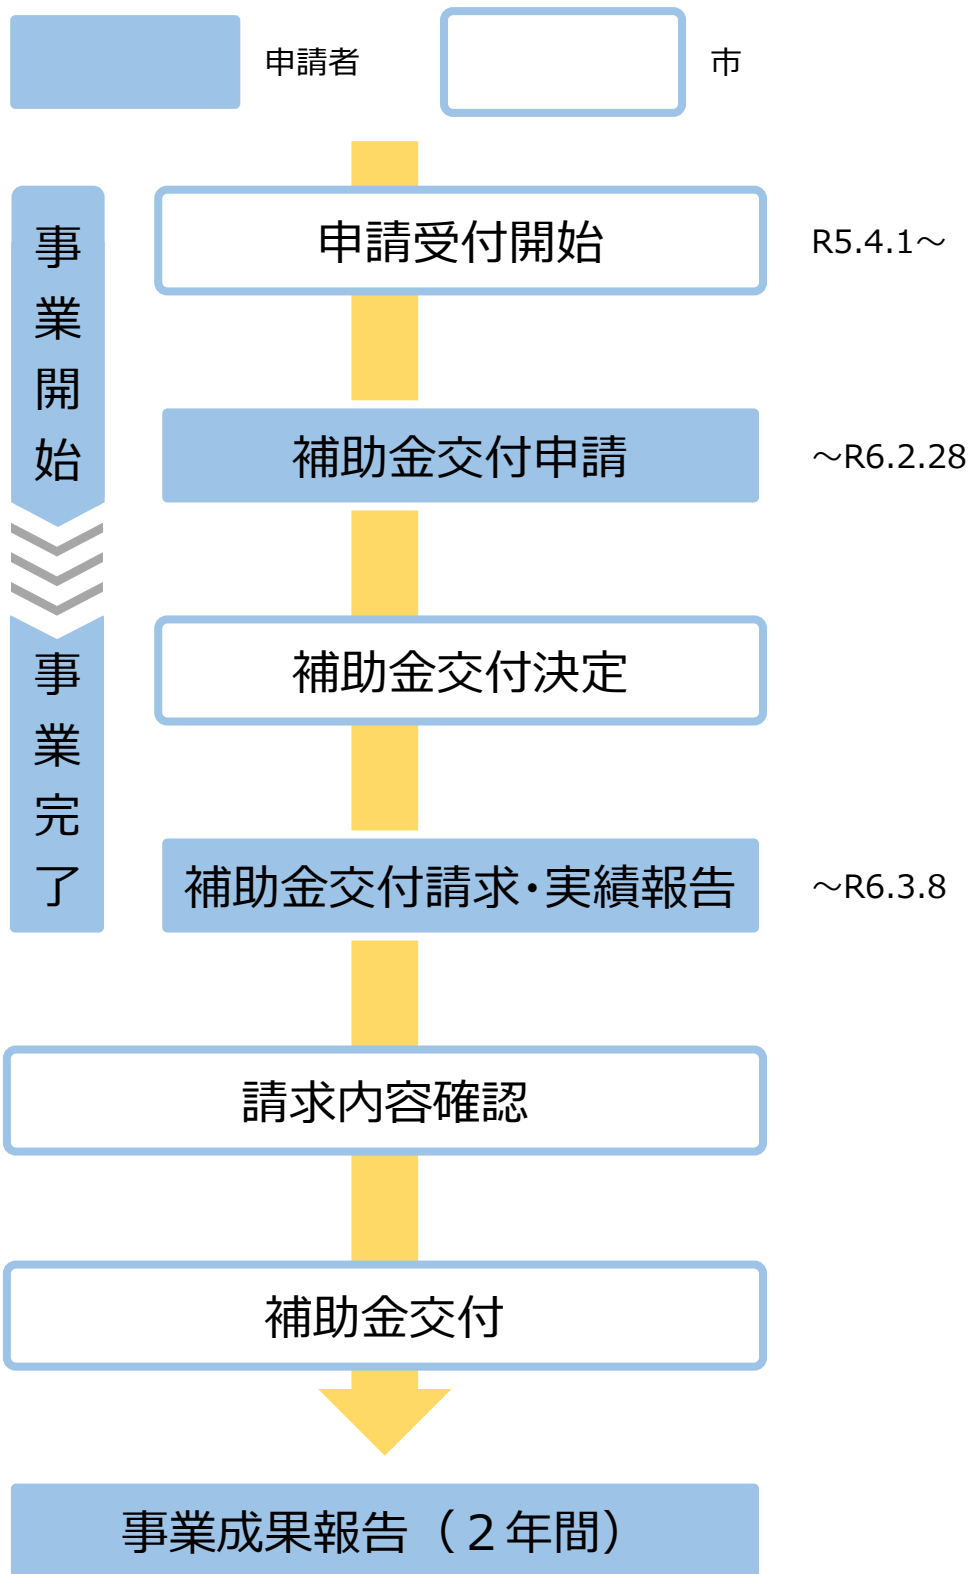 申請者
市
事業開始
申請受付開始
R5.4.1～
補助金交付申請
～R6.2.28
事業完了
補助金交付決定
補助金交付請求・実績報告
～R6.3.8
請求内容確認
補助金交付
事業成果報告（２年間）